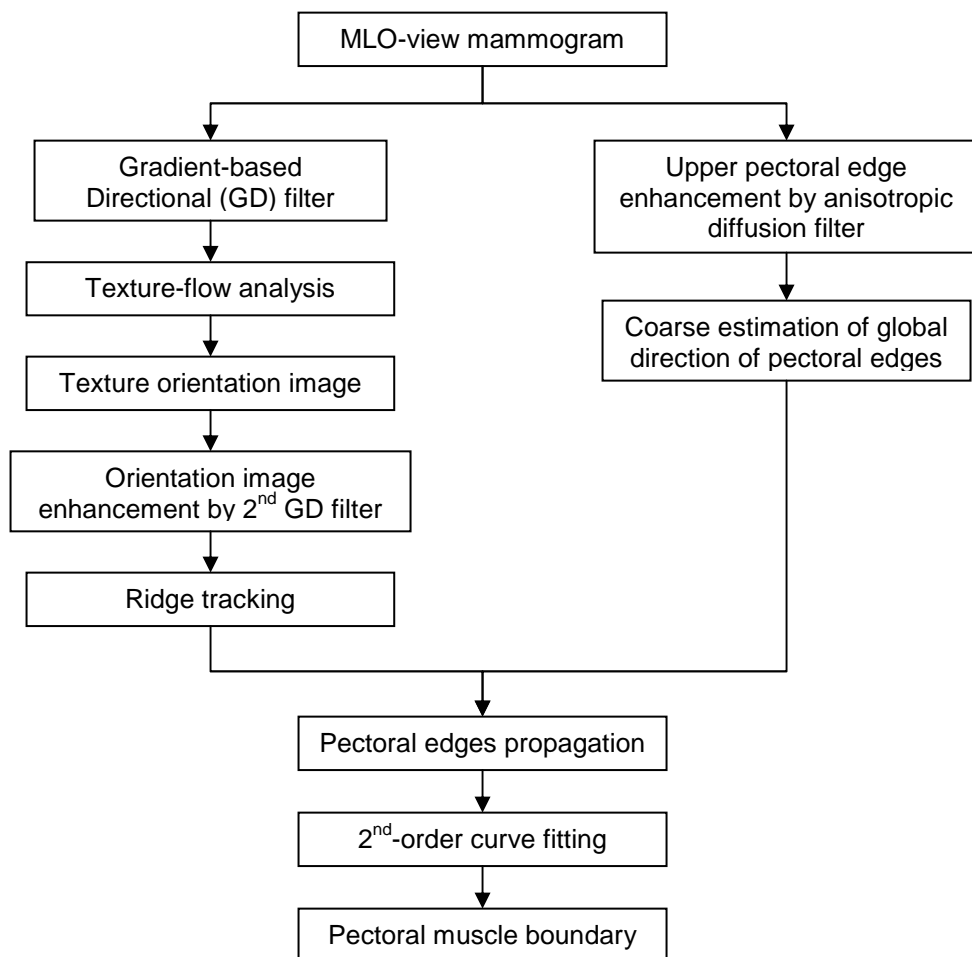 MLO-view mammogram
Gradient-based
Directional (GD) filter
Texture-flow analysis
Texture orientation image
Orientation image
enhancement by 2nd GD filter
Ridge tracking
Upper pectoral edge
enhancement by anisotropic
diffusion filter
Coarse estimation of global
direction of pectoral edges
Pectoral edges propagation
2nd-order curve fitting
Pectoral muscle boundary